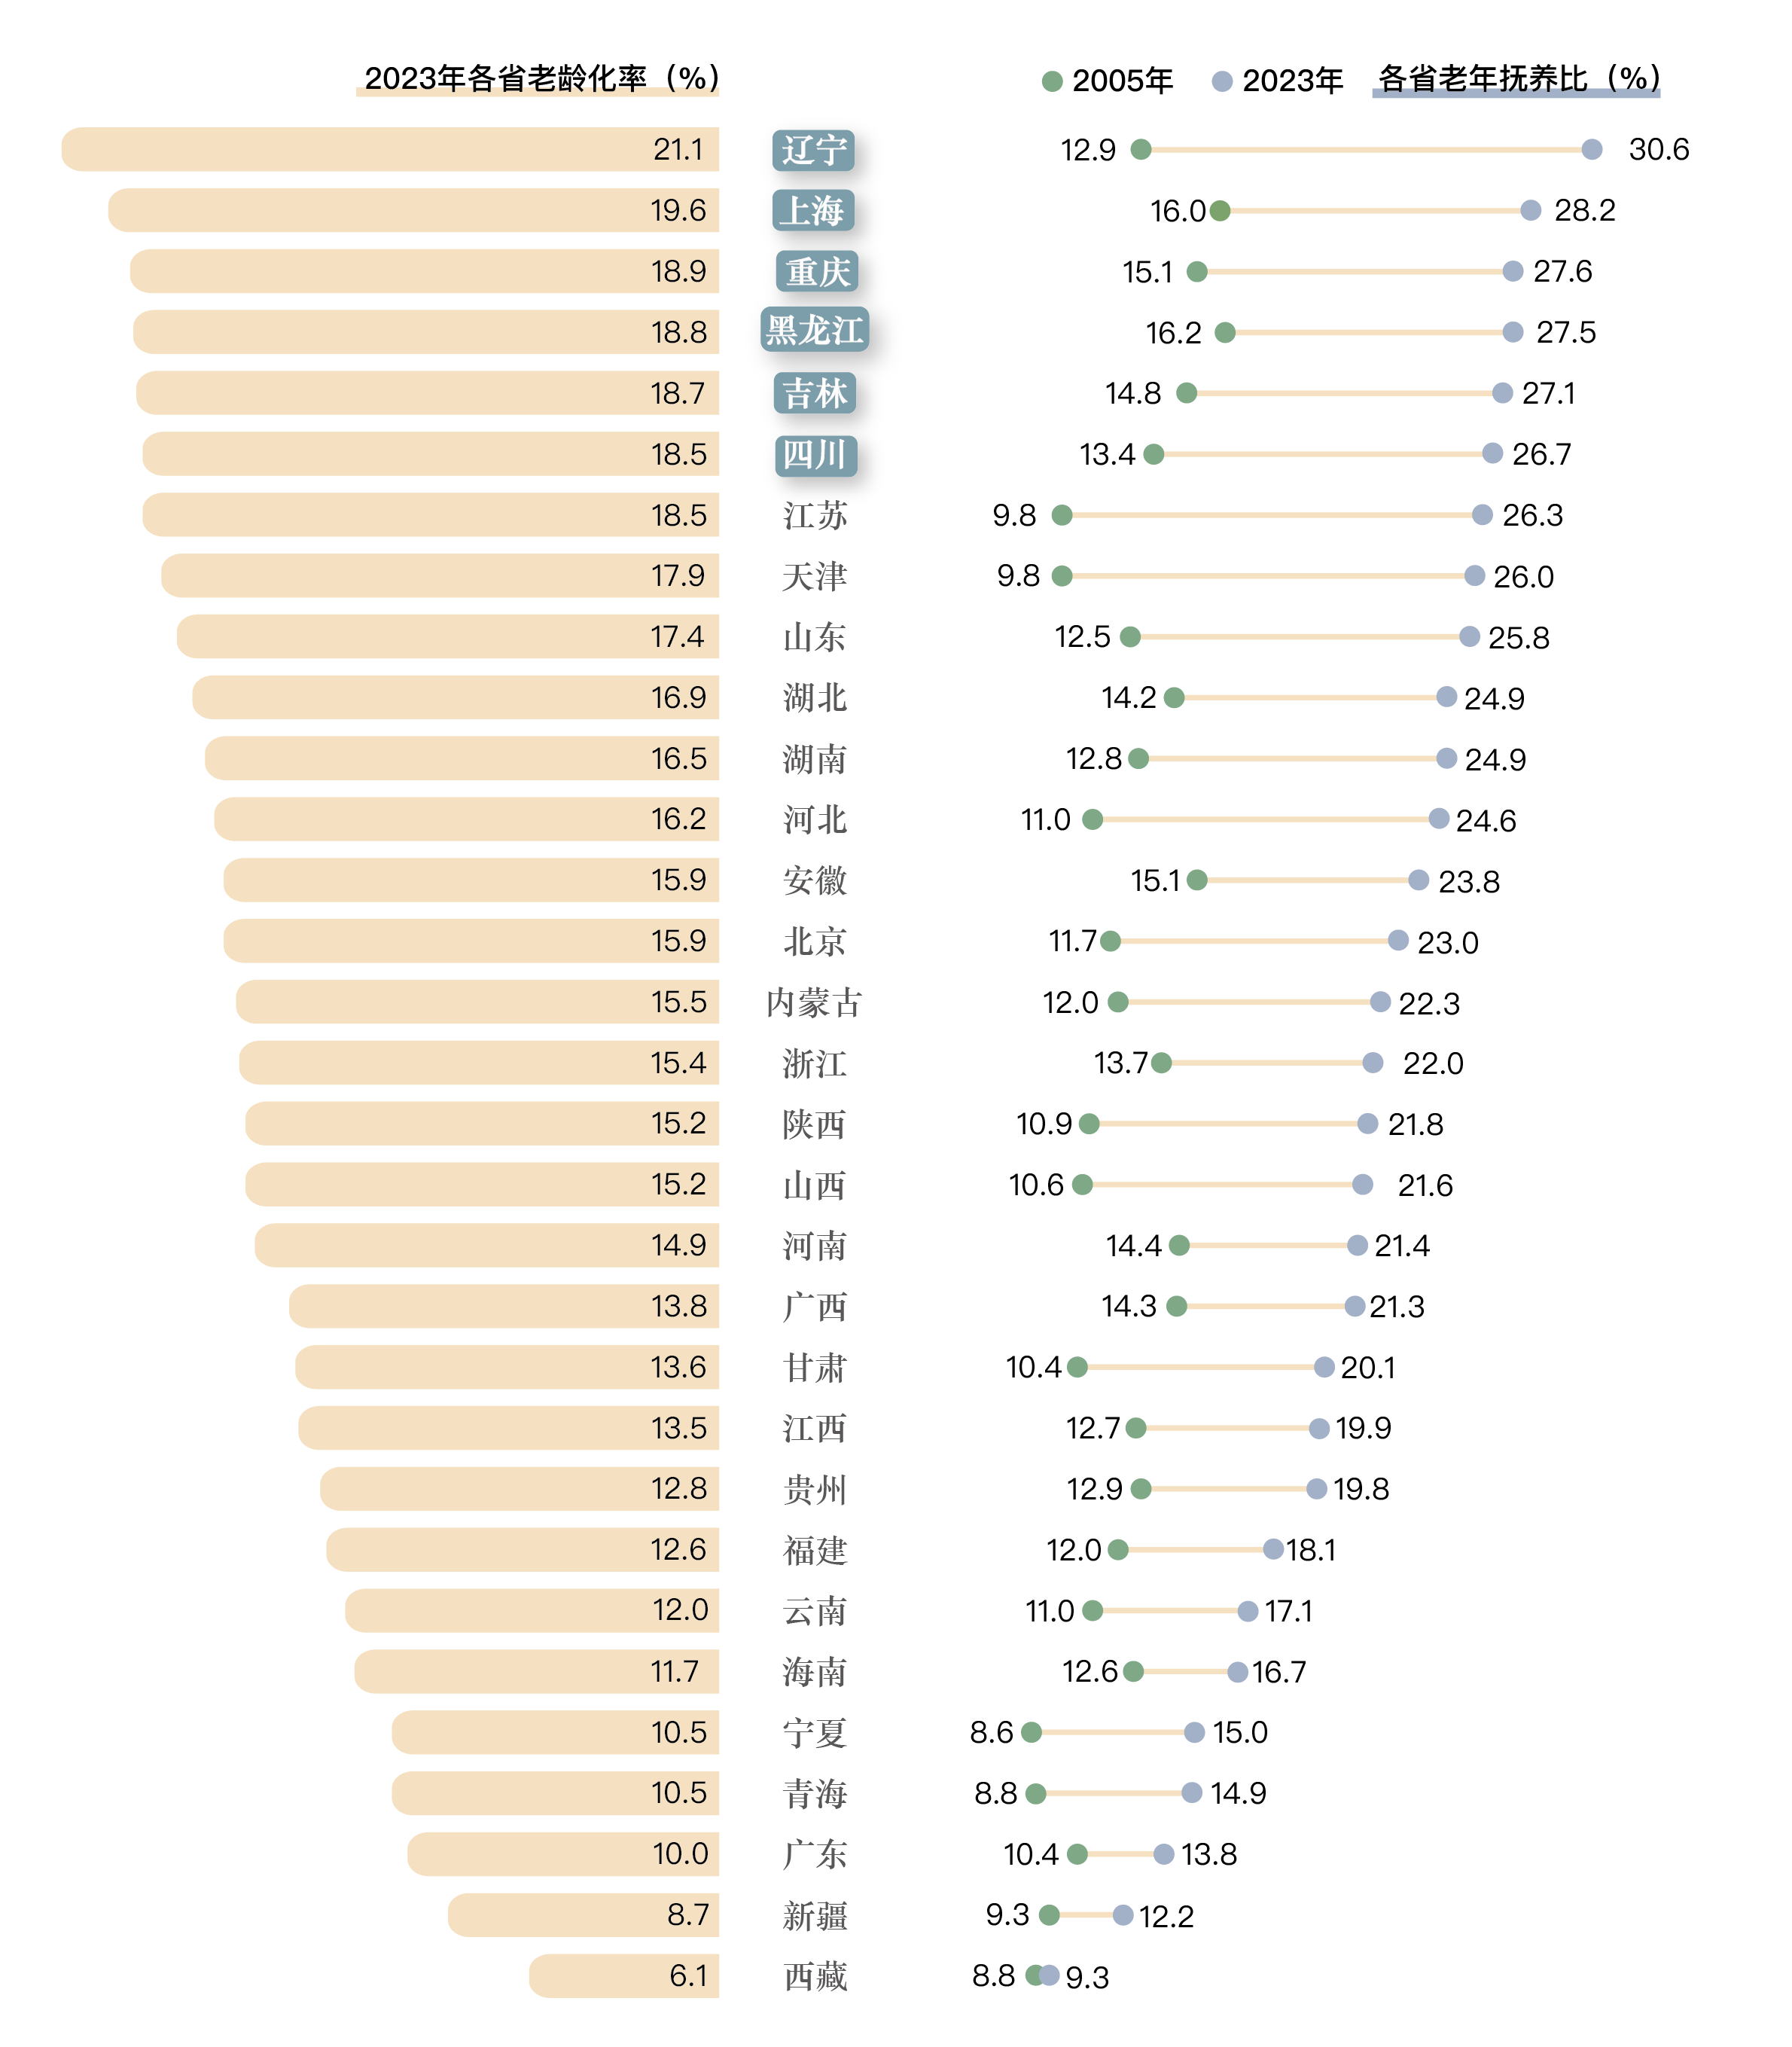 2023年各省老龄化率（%） 2005年 2023年 各省老年抚养比（%）
21.1 辽宁 12.9 30.6
19.6 上海 16.0 28.2
18.9 重庆 15.1 27.6
18.8 黑龙江 16.2 27.5
18.7 吉林 14.8 27.1
18.5 四川 13.4 26.7
18.5 江苏 9.8 26.3
17.9 天津 9.8 26.0
17.4 山东 12.5 25.8
16.9 湖北 14.2 24.9
16.5 湖南 12.8 24.9
16.2 河北 11.0 24.6
15.9 安徽 15.1 23.8
15.9 北京 11.7 23.0
15.5 内蒙古 12.0 22.3
15.4 浙江 13.7 22.0
15.2 陕西 10.9 21.8
15.2 山西 10.6 21.6
14.9 河南 14.4 21.4
13.8 广西 14.3 21.3
13.6 甘肃 10.4 20.1
13.5 江西 12.7 19.9
12.8 贵州 12.9 19.8
12.6 福建 12.0 18.1
12.0 云南 11.0 17.1
11.7 海南 12.6 16.7
10.5 宁夏 8.6 15.0
10.5 青海 8.8 14.9
10.0 广东 10.4 13.8
8.7 新疆 9.3 12.2
6.1 西藏 8.8 9.3